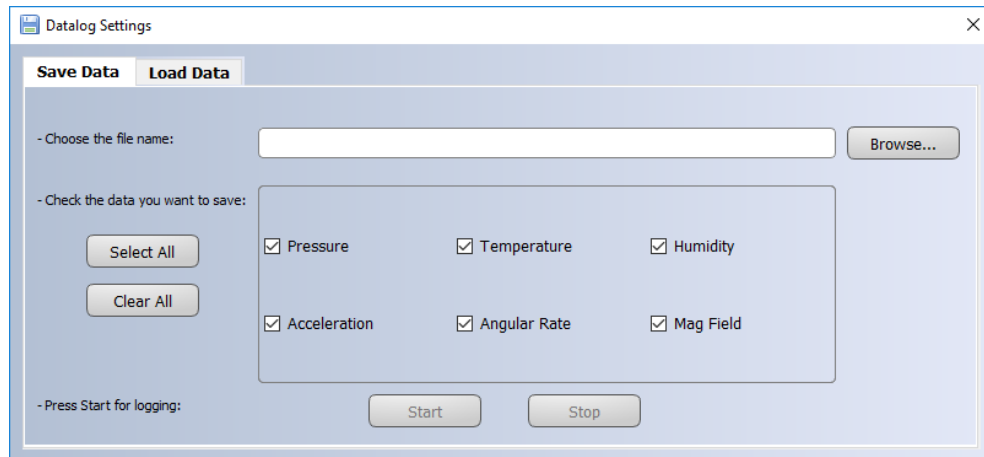 Datalog Settings
Save Data Load Data
- Choose the file name: Browse...
- Check the data you want to save:
Select All
Clear All
Pressure Temperature Humidity
Acceleration Angular Rate Mag Field
- Press Start for logging: Start Stop